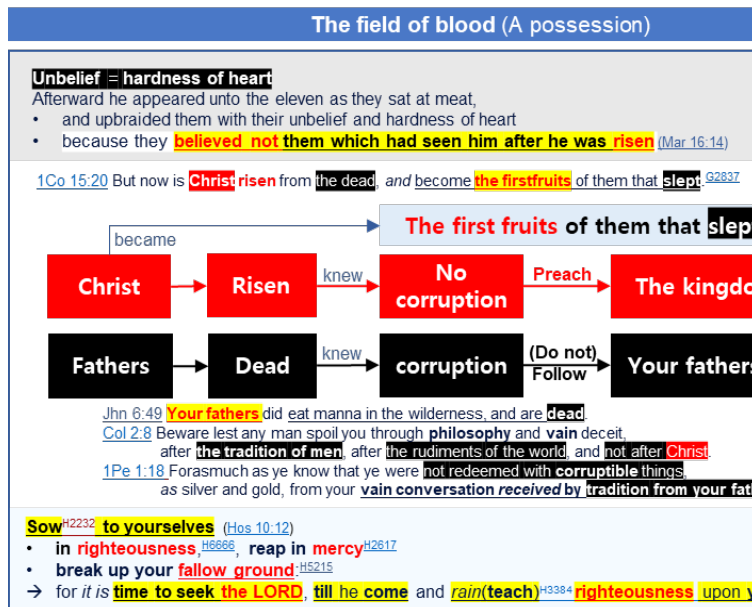 The field of blood (A possession)
Unbelief = hardness of heart
Afterward he appeared unto the eleven as they sat at meat,
• and upbraided them with their unbelief and hardness of heart
• because they believed not them which had seen him after he was risen (Mar 16:14)
1Co 15:20 But now is Christ risen from the dead, and become the firstfruits of them that slept. G2837
The first fruits of them that slept
became
Christ
Risen
knew
No corruption
Preach
The kingdo
Fathers
Dead
knew
corruption
(Do not) Follow
Your fathers
Jhn 6:49 Your fathers did eat manna in the wilderness, and are dead.
Col 2:8 Beware lest any man spoil you through philosophy and vain deceit,
after the tradition of men, after the rudiments of the world, and not after Christ.
1Pe 1:18 Forasmuch as ye know that ye were not redeemed with corruptible things,
as silver and gold, from your vain conversation received by tradition from your fat
Sow H2232 to yourselves (Hos 10:12)
• in righteousness, H6666, reap in mercy H2617
• break up your fallow ground: H5215
→ for it is time to seek the LORD, till he come and rain(teach) H3384 righteousness upon y